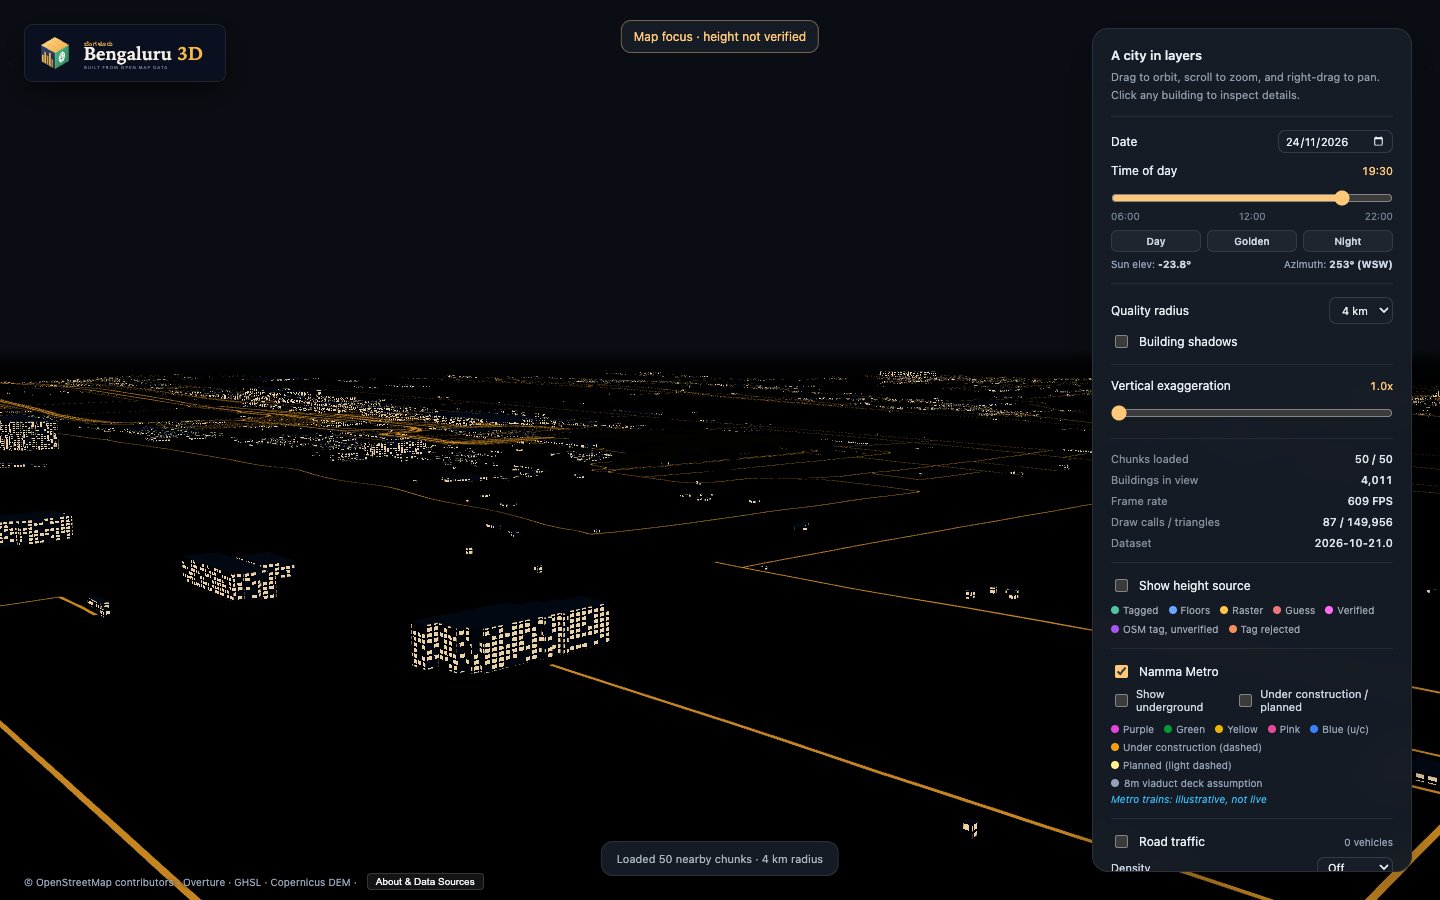 Bengaluru 3D
BUILT FROM OPEN MAP DATA
Map focus · height not verified
A city in layers
Drag to orbit, scroll to zoom, and right-drag to pan.
Click any building to inspect details.
Date 24/11/2026
Time of day 19:30
06:00 12:00 22:00
Day Golden Night
Sun elev: -23.8° Azimuth: 253° (WSW)
Quality radius 4 km
Building shadows
Vertical exaggeration 1.0x
Chunks loaded 50 / 50
Buildings in view 4,011
Frame rate 609 FPS
Draw calls / triangles 87 / 149,956
Dataset 2026-10-21.0
Show height source
Tagged Floors Raster Guess Verified
OSM tag, unverified Tag rejected
Namma Metro
Show underground
Under construction / planned
Purple Green Yellow Pink Blue (u/c)
Under construction (dashed)
Planned (light dashed)
8m viaduct deck assumption
Metro trains: illustrative, not live
Road traffic 0 vehicles
Density Off
Loaded 50 nearby chunks · 4 km radius
© OpenStreetMap contributors · Overture · GHSL · Copernicus DEM · About & Data Sources